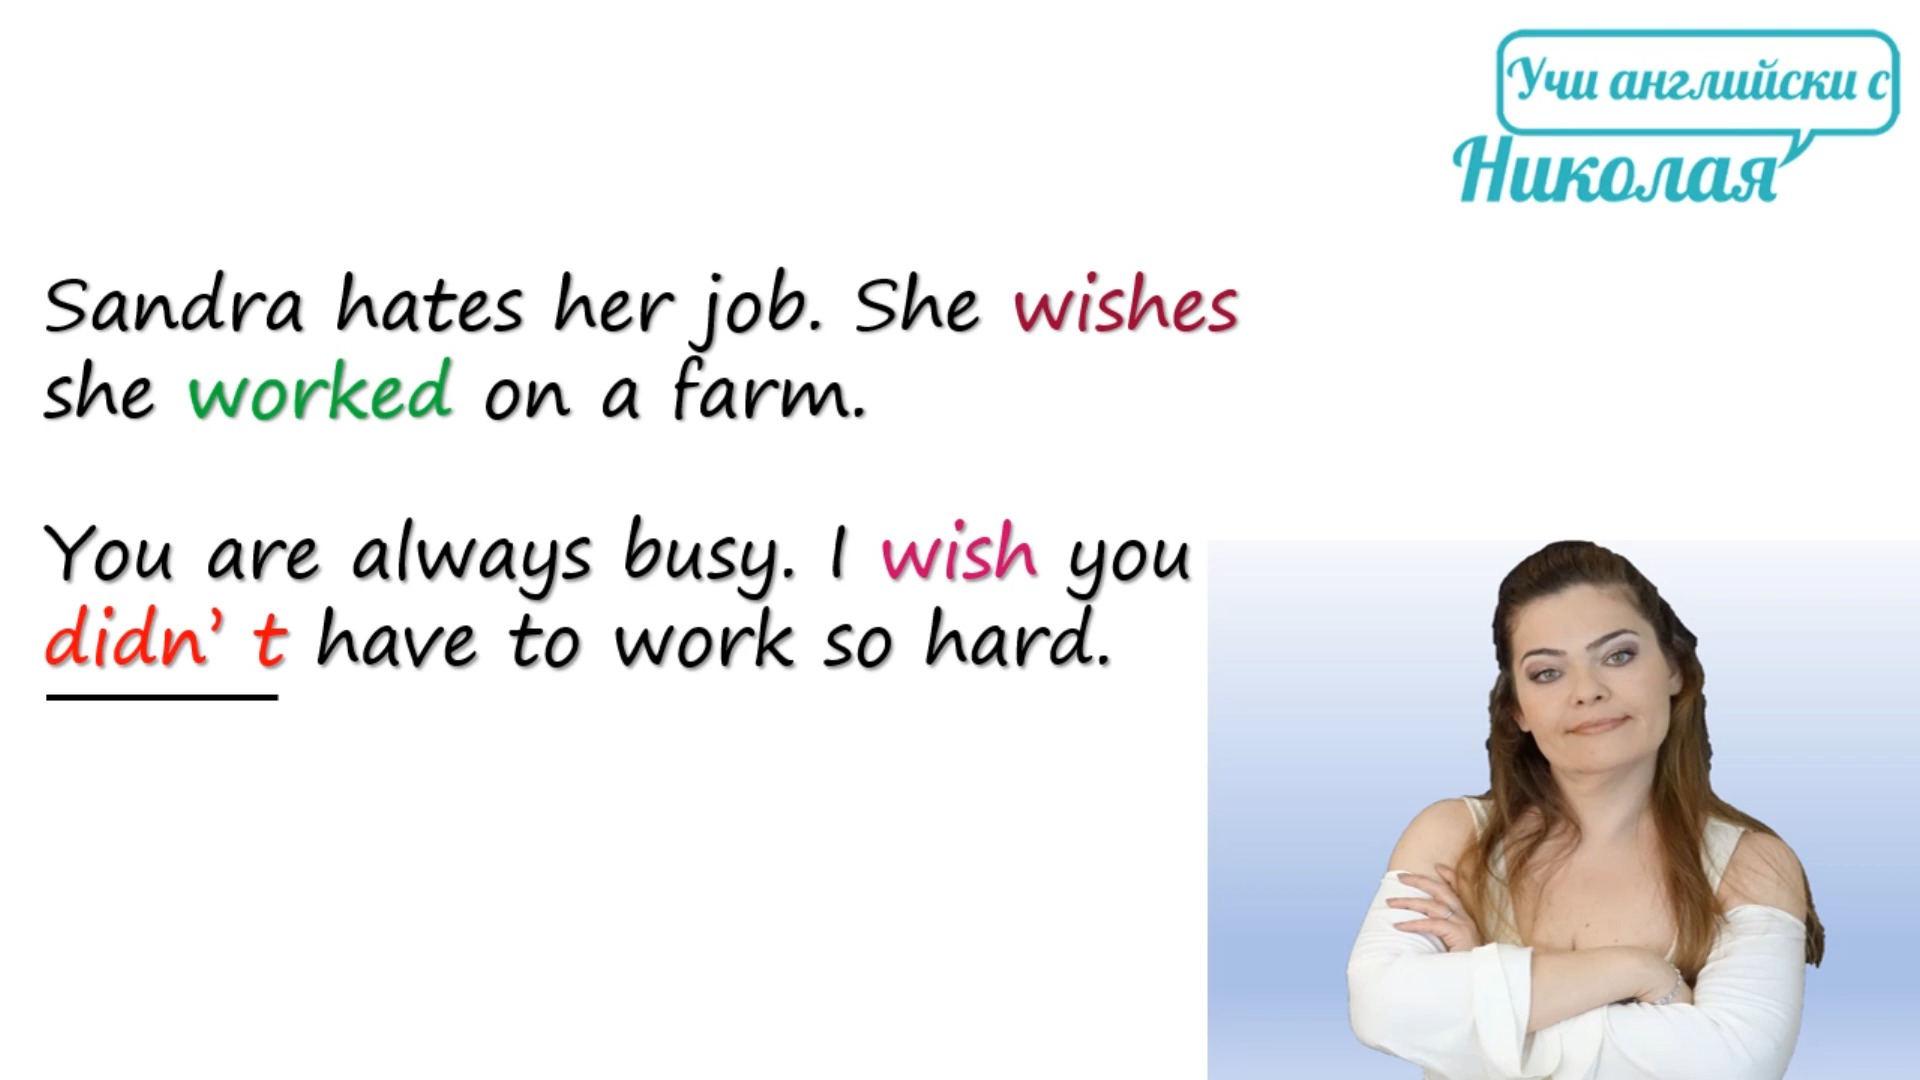 Учи английски с
Николая
Sandra hates her job. She wishes
she worked on a farm.
You are always busy. I wish you
didn’ t have to work so hard.